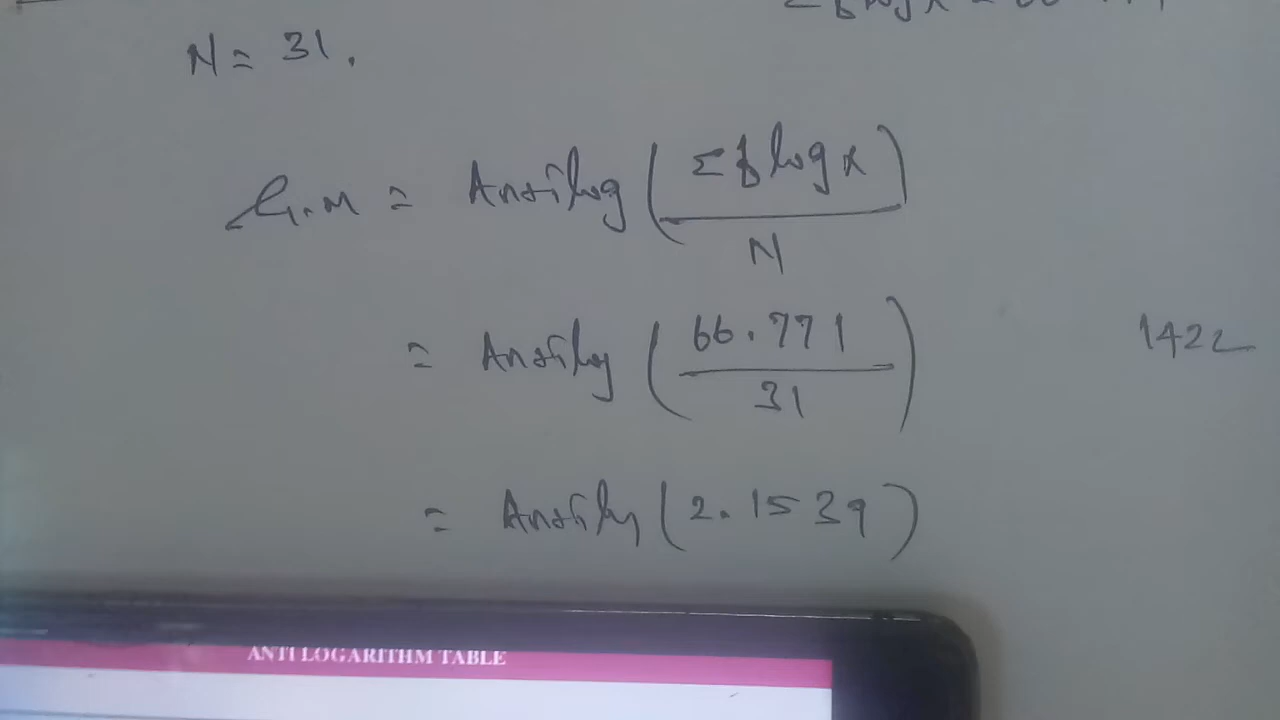 N = 31.
G.M = Antilog ( Σf log x / N )
= Antilog ( 66.771 / 31 )
1422
= Antilog ( 2.1539 )
ANTI LOGARITHM TABLE